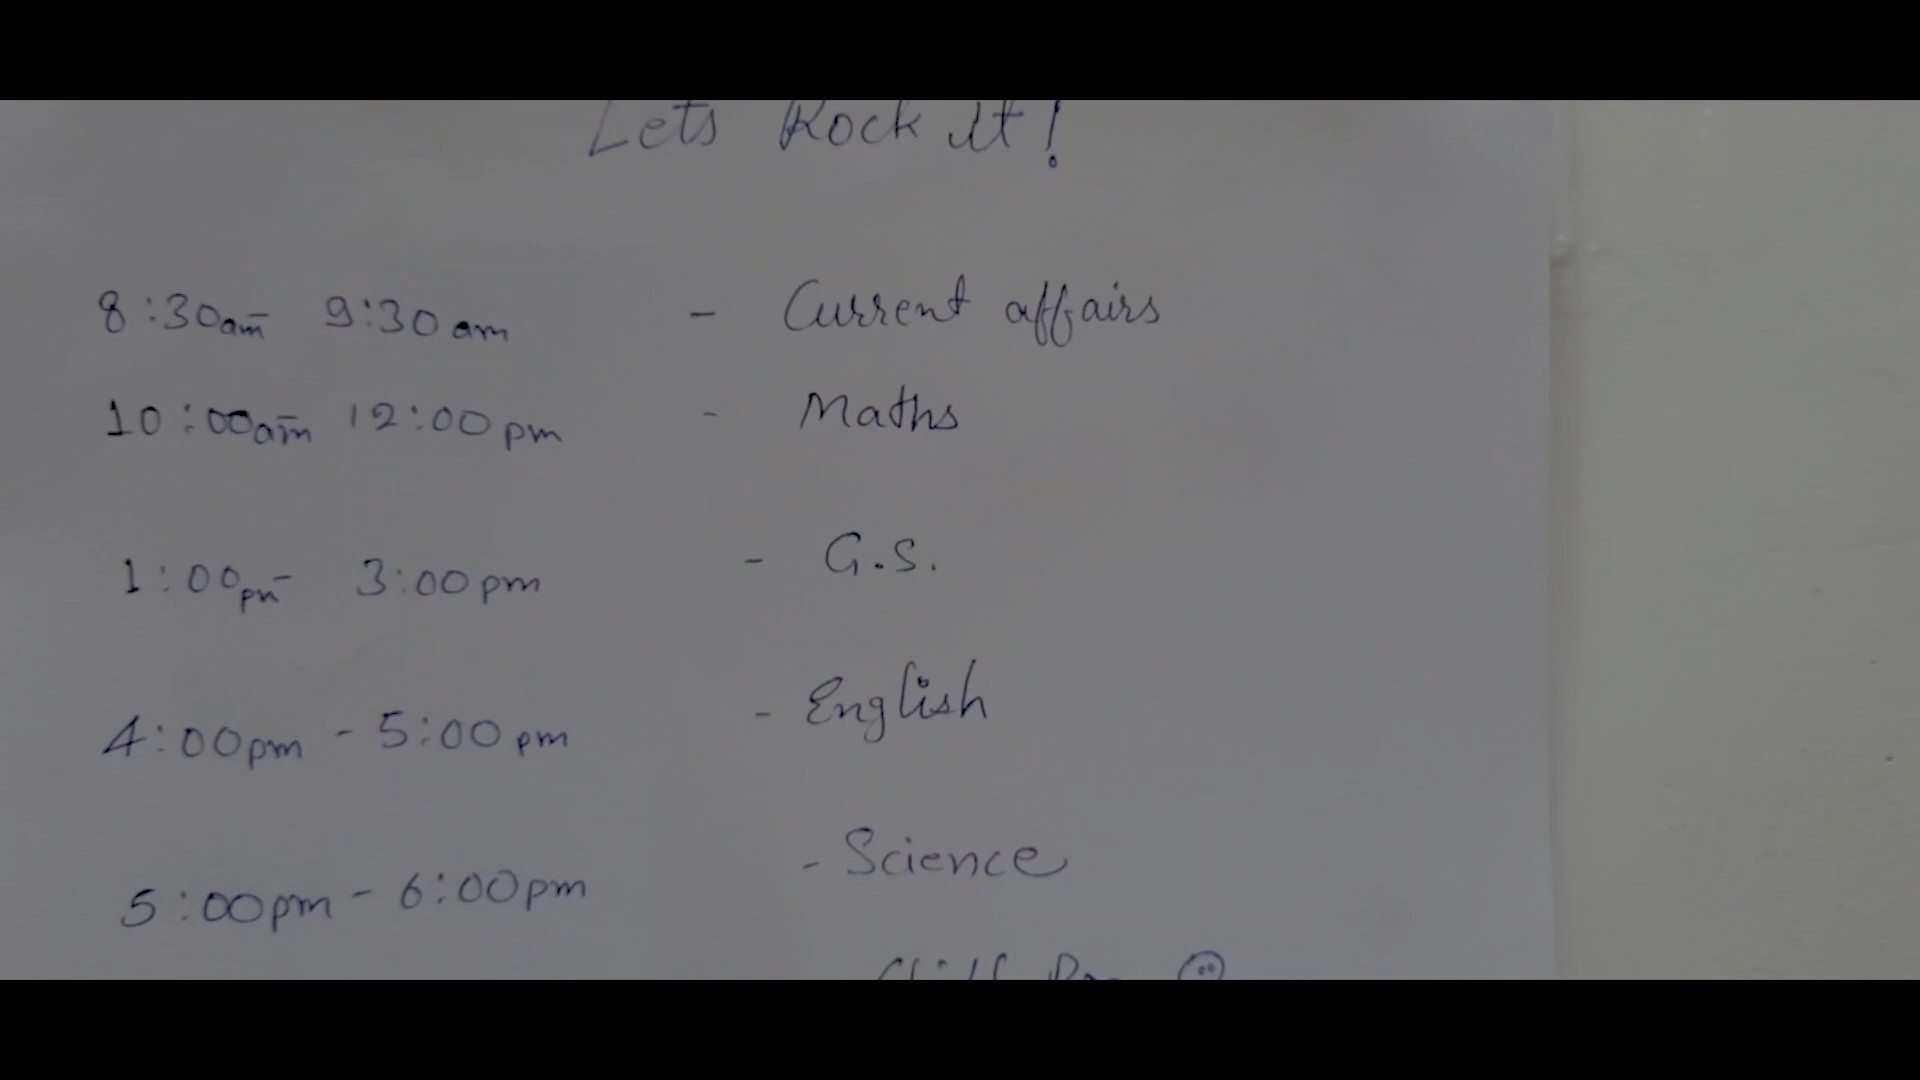 Lets Rock it!
8:30am - 9:30am - Current affairs
10:00am - 12:00pm - Maths
1:00pm - 3:00pm - G.S.
4:00pm - 5:00pm - English
5:00pm - 6:00pm - Science